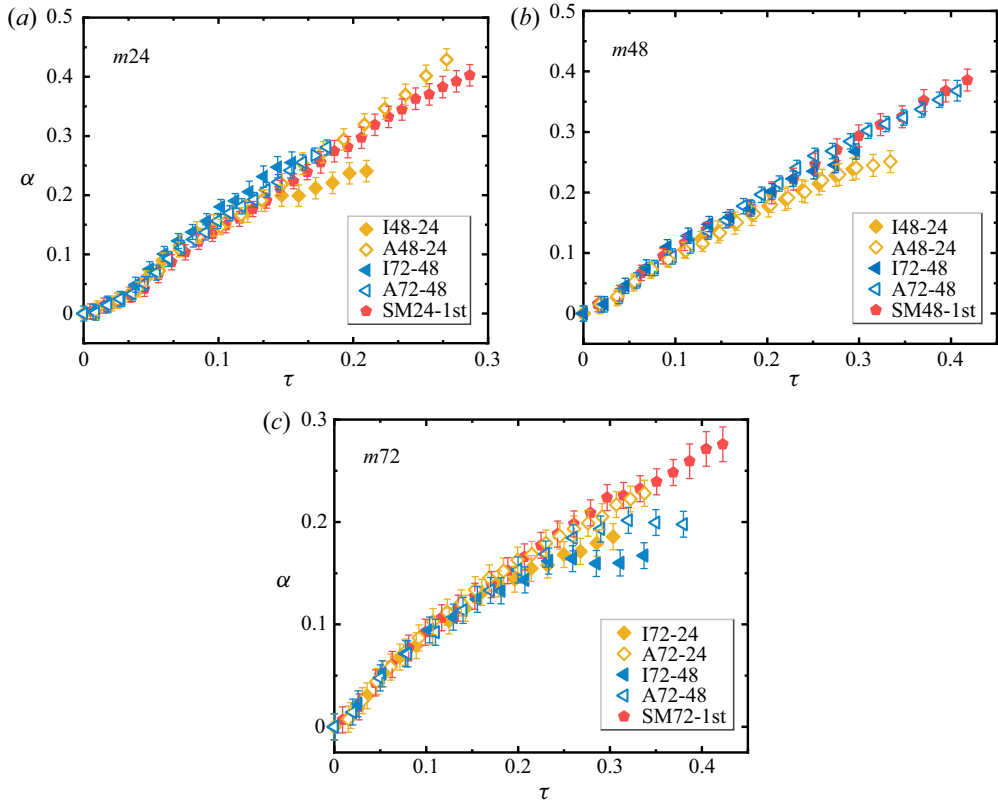 (a)
m24
α
0.5
0.4
0.3
0.2
0.1
0
0 0.1 0.2 0.3
τ
I48-24
A48-24
I72-48
A72-48
SM24-1st
(b)
m48
0.5
0.4
0.3
0.2
0.1
0
0 0.1 0.2 0.3 0.4
τ
I48-24
A48-24
I72-48
A72-48
SM48-1st
(c)
m72
α
0.3
0.2
0.1
0
0 0.1 0.2 0.3 0.4
τ
I72-24
A72-24
I72-48
A72-48
SM72-1st